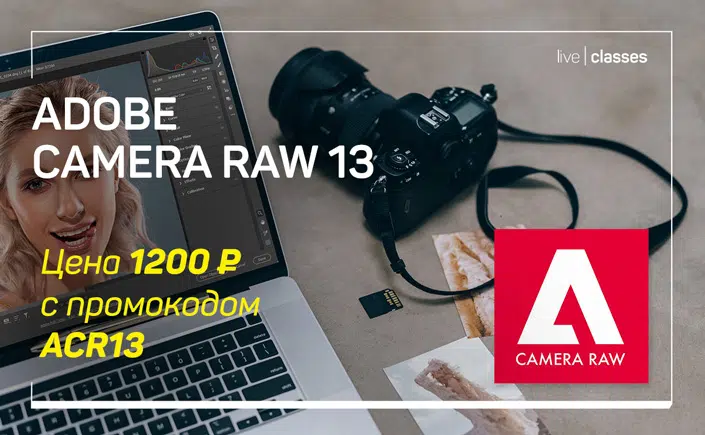 live | classes
ADOBE
CAMERA RAW 13
Цена 1200 ₽
с промокодом
ACR13
CAMERA RAW